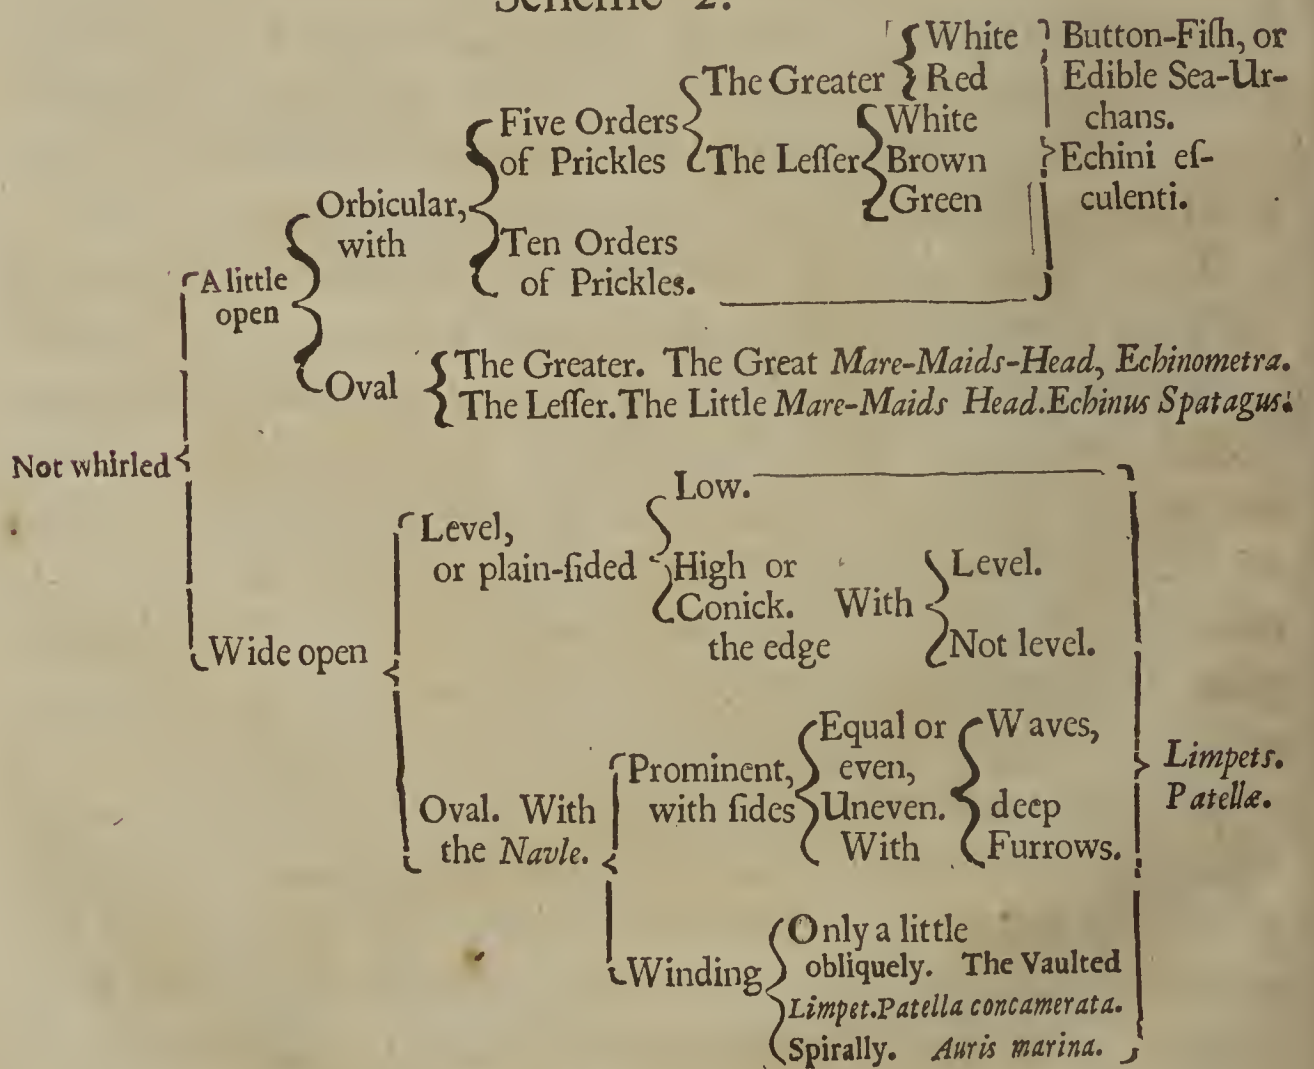 Scheme 2.
Not whirled
A little
open
Orbicular,
with
Five Orders
of Prickles
The Greater
White
Red
The Leſſer
White
Brown
Green
Ten Orders
of Prickles.
Button-Fiſh, or
Edible Sea-Ur-
chans.
Echini eſ-
culenti.
Oval
The Greater. The Great Mare-Maids-Head, Echinometra.
The Leſſer. The Little Mare-Maids Head. Echinus Spatagus.
Wide open
Level,
or plain-ſided
Low.
High or
Conick. With
the edge
Level.
Not level.
Oval. With
the Navle.
Prominent,
with ſides
Equal or
even,
Uneven.
With
Waves,
deep
Furrows.
Winding
Only a little
obliquely. The Vaulted
Limpet. Patella concamerata.
Spirally. Auris marina.
Limpets.
Patellæ.